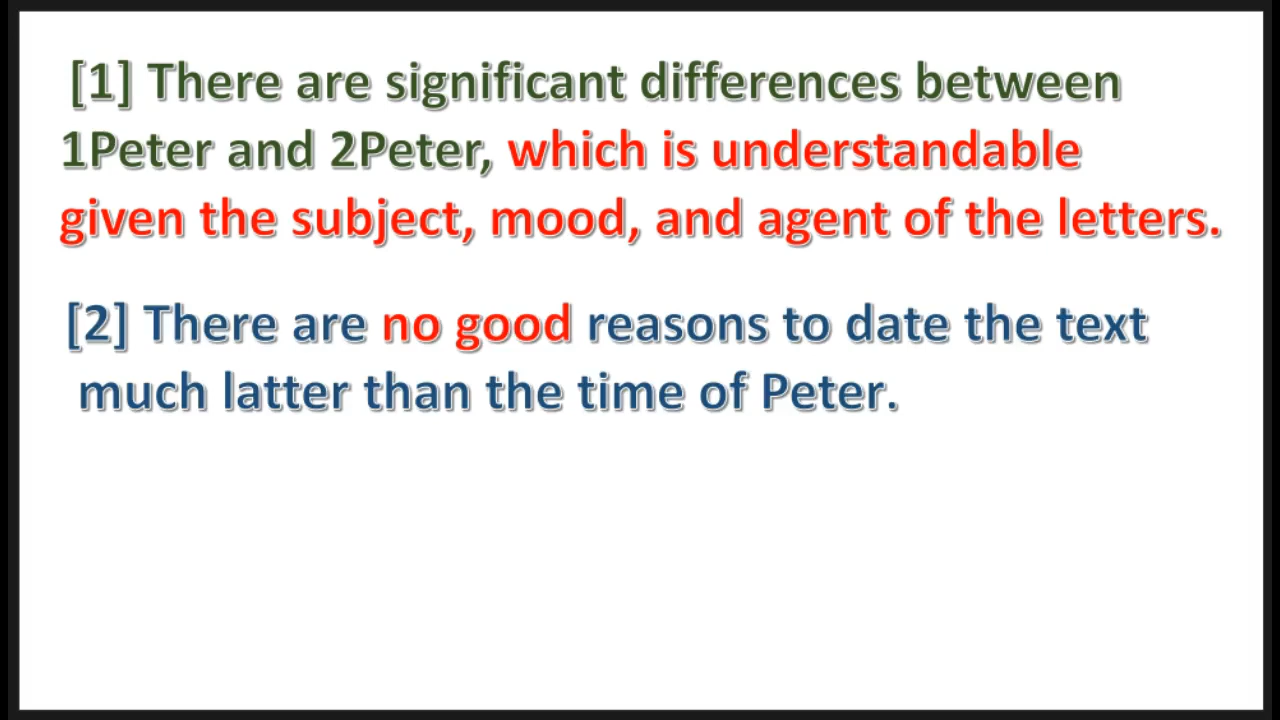 [1] There are significant differences between
1Peter and 2Peter, which is understandable
given the subject, mood, and agent of the letters.
[2] There are no good reasons to date the text
much latter than the time of Peter.